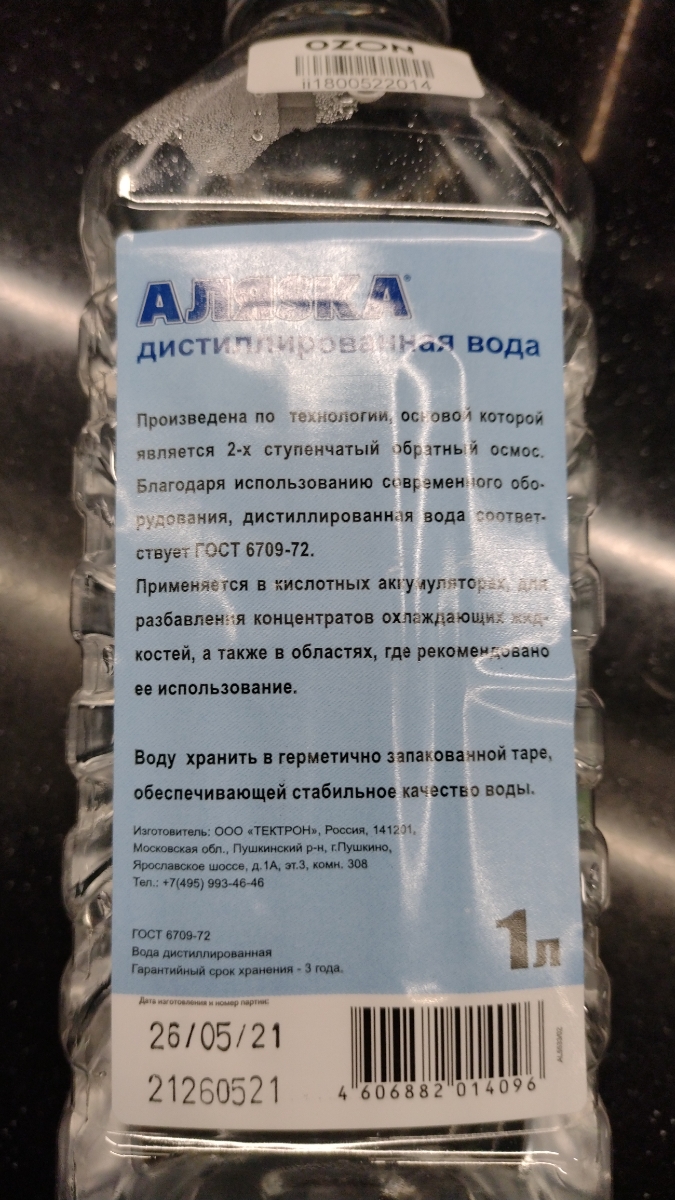 OZON
ii1800522014
АЛЯSКА®
дистиллированная вода
Произведена по технологии, основой которой
является 2-х ступенчатый обратный осмос.
Благодаря использованию современного обо-
рудования, дистиллированная вода соответ-
ствует ГОСТ 6709-72.
Применяется в кислотных аккумуляторах, для
разбавления концентратов охлаждающих жид-
костей, а также в областях, где рекомендовано
ее использование.
Воду хранить в герметично запакованной таре,
обеспечивающей стабильное качество воды.
Изготовитель: ООО «ТЕКТРОН», Россия, 141201,
Московская обл., Пушкинский р-н, г.Пушкино,
Ярославское шоссе, д.1А, эт.3, комн. 308
Тел.: +7(495) 993-46-46
ГОСТ 6709-72
Вода дистиллированная
Гарантийный срок хранения - 3 года.
1л
Дата изготовления и номер партии:
26/05/21
21260521
4 606882 014096